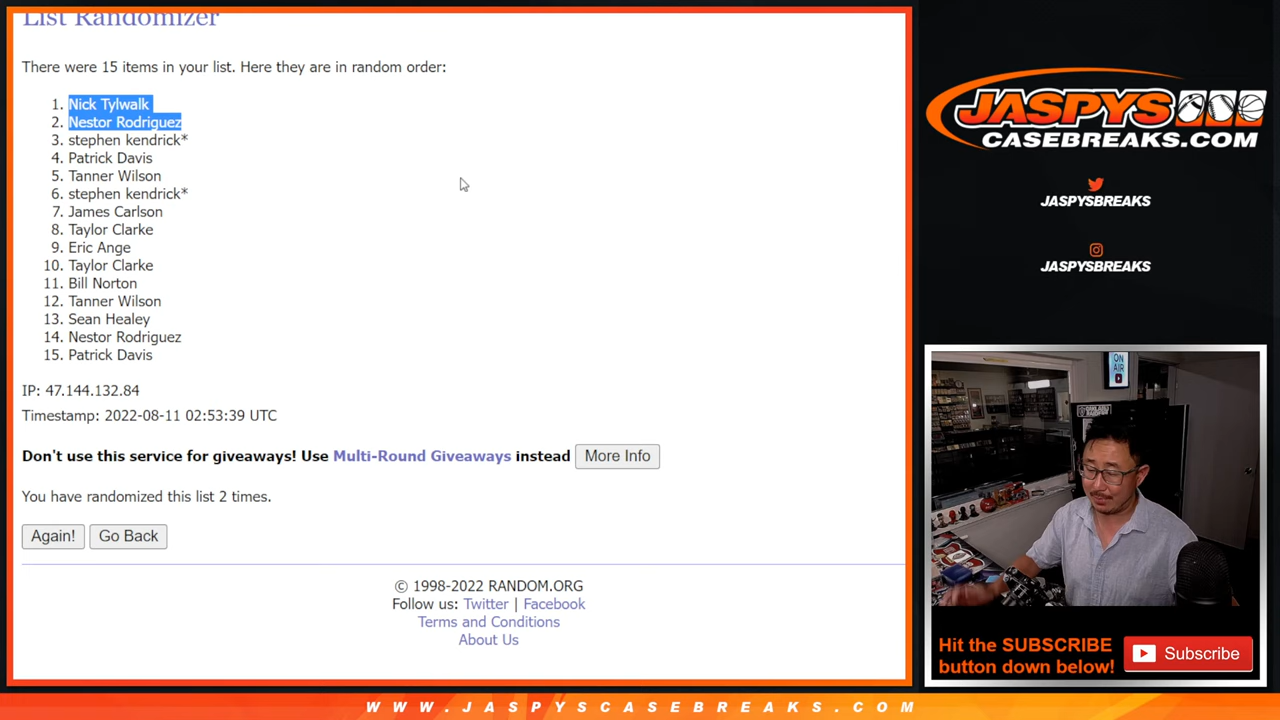 List Randomizer
There were 15 items in your list. Here they are in random order:
1. Nick Tylwalk
2. Nestor Rodriguez
3. stephen kendrick*
4. Patrick Davis
5. Tanner Wilson
6. stephen kendrick*
7. James Carlson
8. Taylor Clarke
9. Eric Ange
10. Taylor Clarke
11. Bill Norton
12. Tanner Wilson
13. Sean Healey
14. Nestor Rodriguez
15. Patrick Davis
IP: 47.144.132.84
Timestamp: 2022-08-11 02:53:39 UTC
Don't use this service for giveaways! Use Multi-Round Giveaways instead More Info
You have randomized this list 2 times.
Again! Go Back
© 1998-2022 RANDOM.ORG
Follow us: Twitter | Facebook
Terms and Conditions
About Us
JASPYS
CASEBREAKS.COM
JASPYSBREAKS
JASPYSBREAKS
ON
AIR
Hit the SUBSCRIBE
button down below!
Subscribe
WWW.JASPYSCASEBREAKS.COM